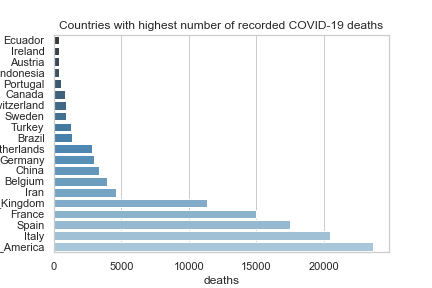 Countries with highest number of recorded COVID-19 deaths
Ecuador
Ireland
Austria
ndonesia
Portugal
Canada
witzerland
Sweden
Turkey
Brazil
therlands
Germany
China
Belgium
Iran
_Kingdom
France
Spain
Italy
_America
0 5000 10000 15000 20000
deaths